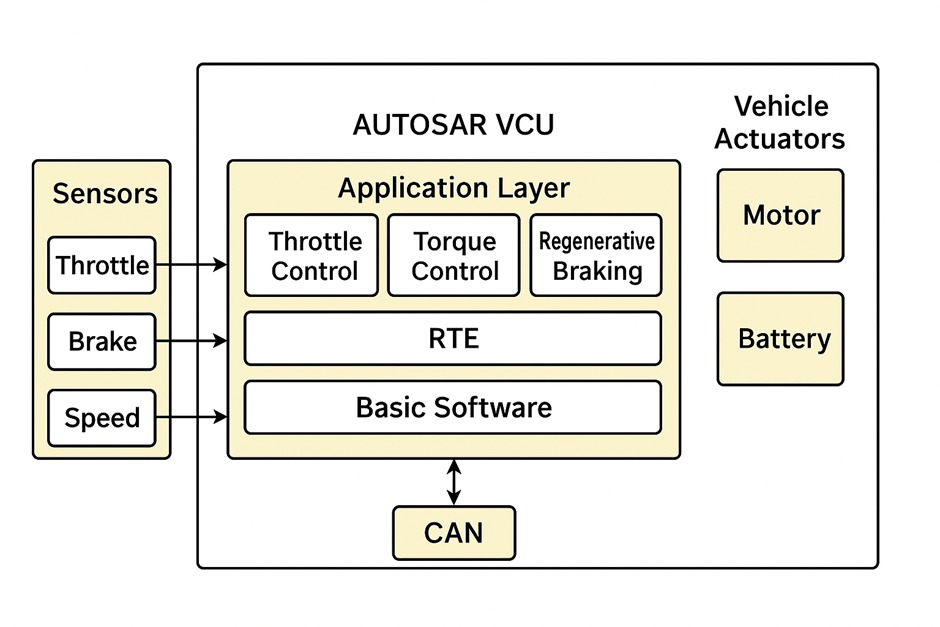 AUTOSAR VCU
Vehicle
Actuators
Sensors
Throttle
Brake
Speed
Application Layer
Throttle
Control
Torque
Control
Regenerative
Braking
RTE
Basic Software
CAN
Motor
Battery